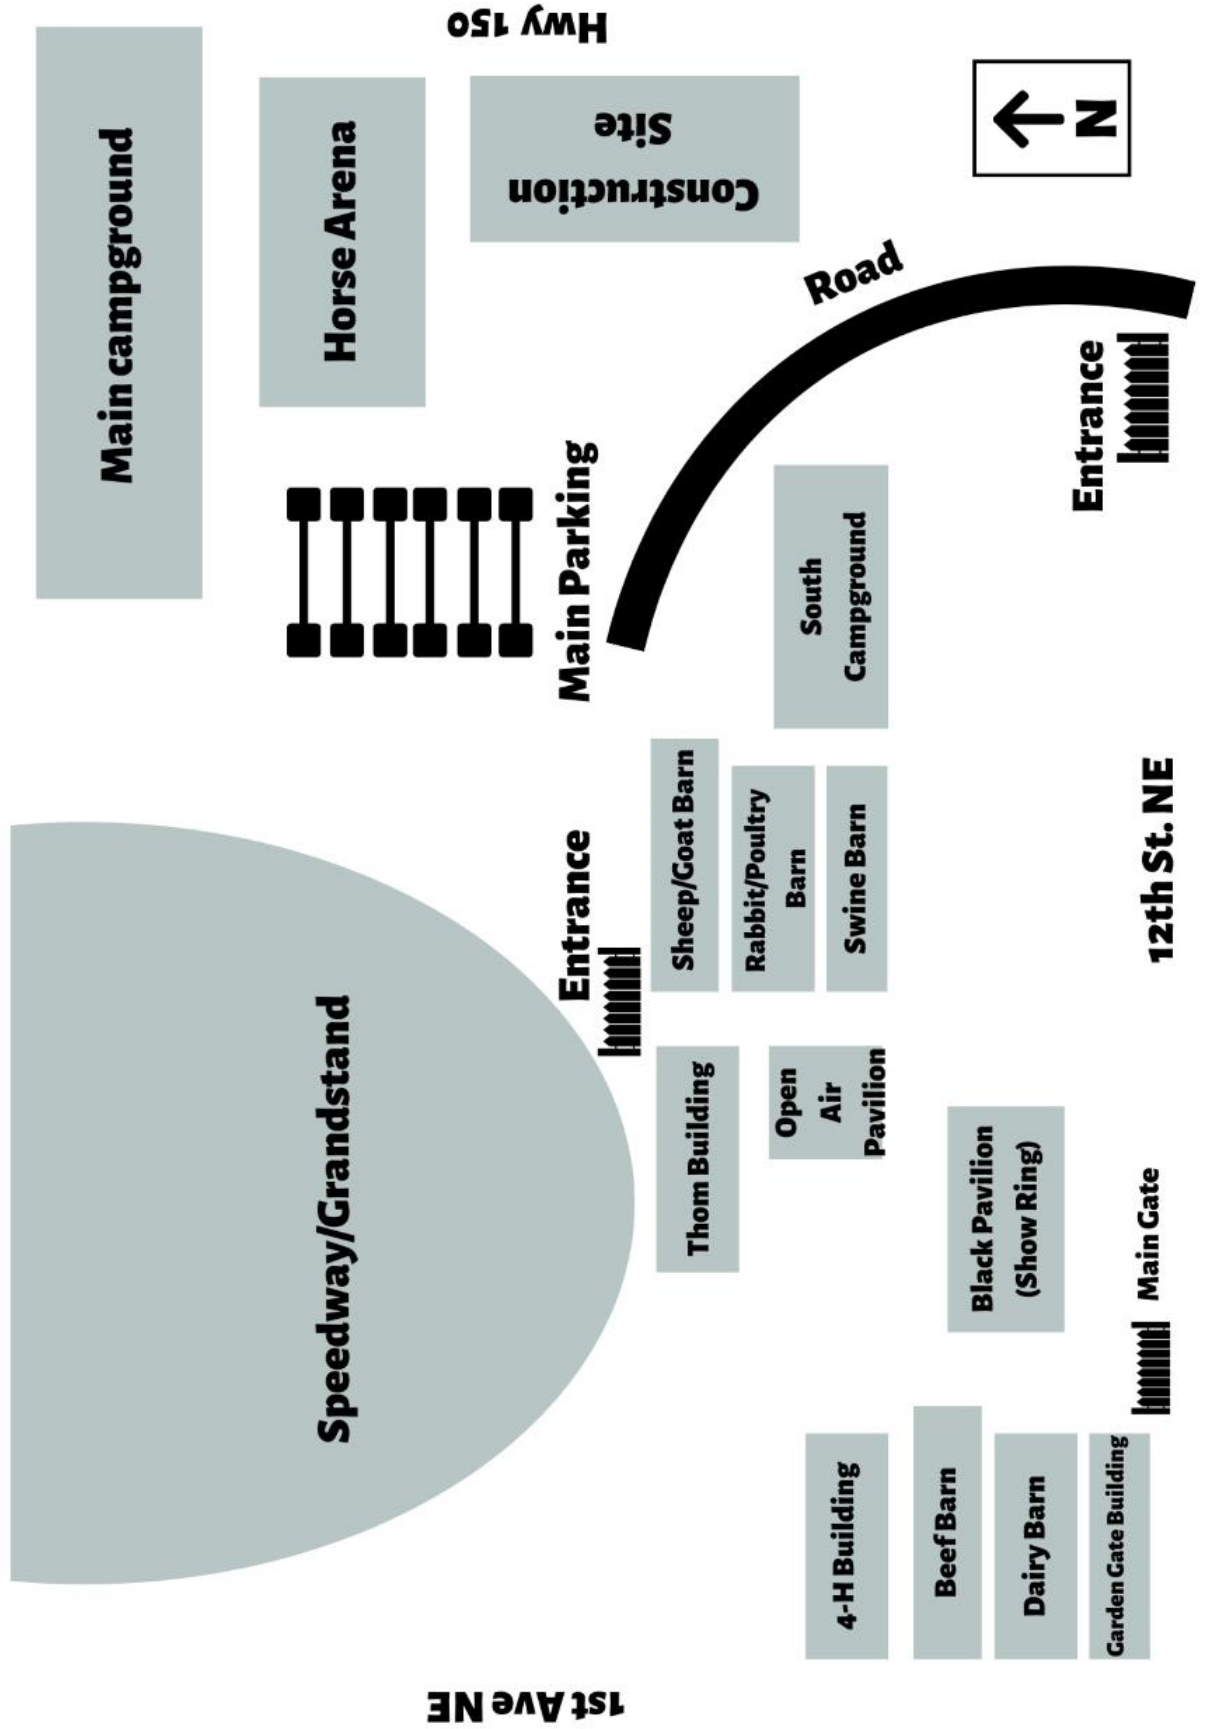 Main campground
Horse Arena
Construction
Site
Hwy 150
N
Main Parking
Road
Entrance
South
Campground
Speedway/Grandstand
Entrance
Sheep/Goat Barn
Rabbit/Poultry
Barn
Swine Barn
Thom Building
Open
Air
Pavilion
Black Pavilion
(Show Ring)
12th St. NE
Main Gate
4-H Building
Beef Barn
Dairy Barn
Garden Gate Building
1st Ave NE